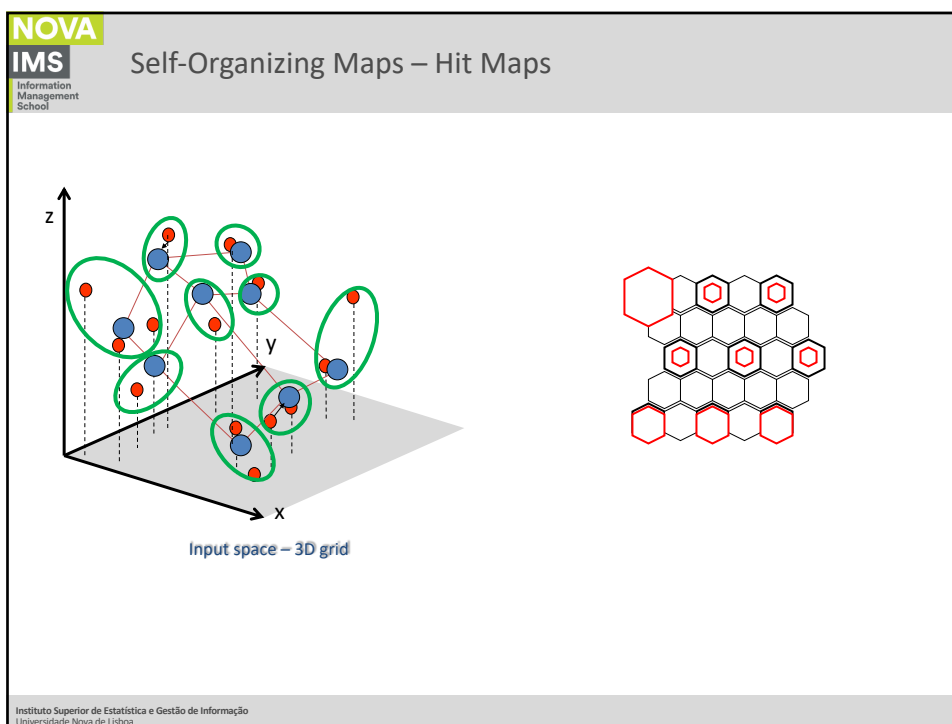 NOVA
IMS
Information
Management
School
Self-Organizing Maps – Hit Maps
z
y
x
Input space – 3D grid
Instituto Superior de Estatística e Gestão de Informação
Universidade Nova de Lisboa